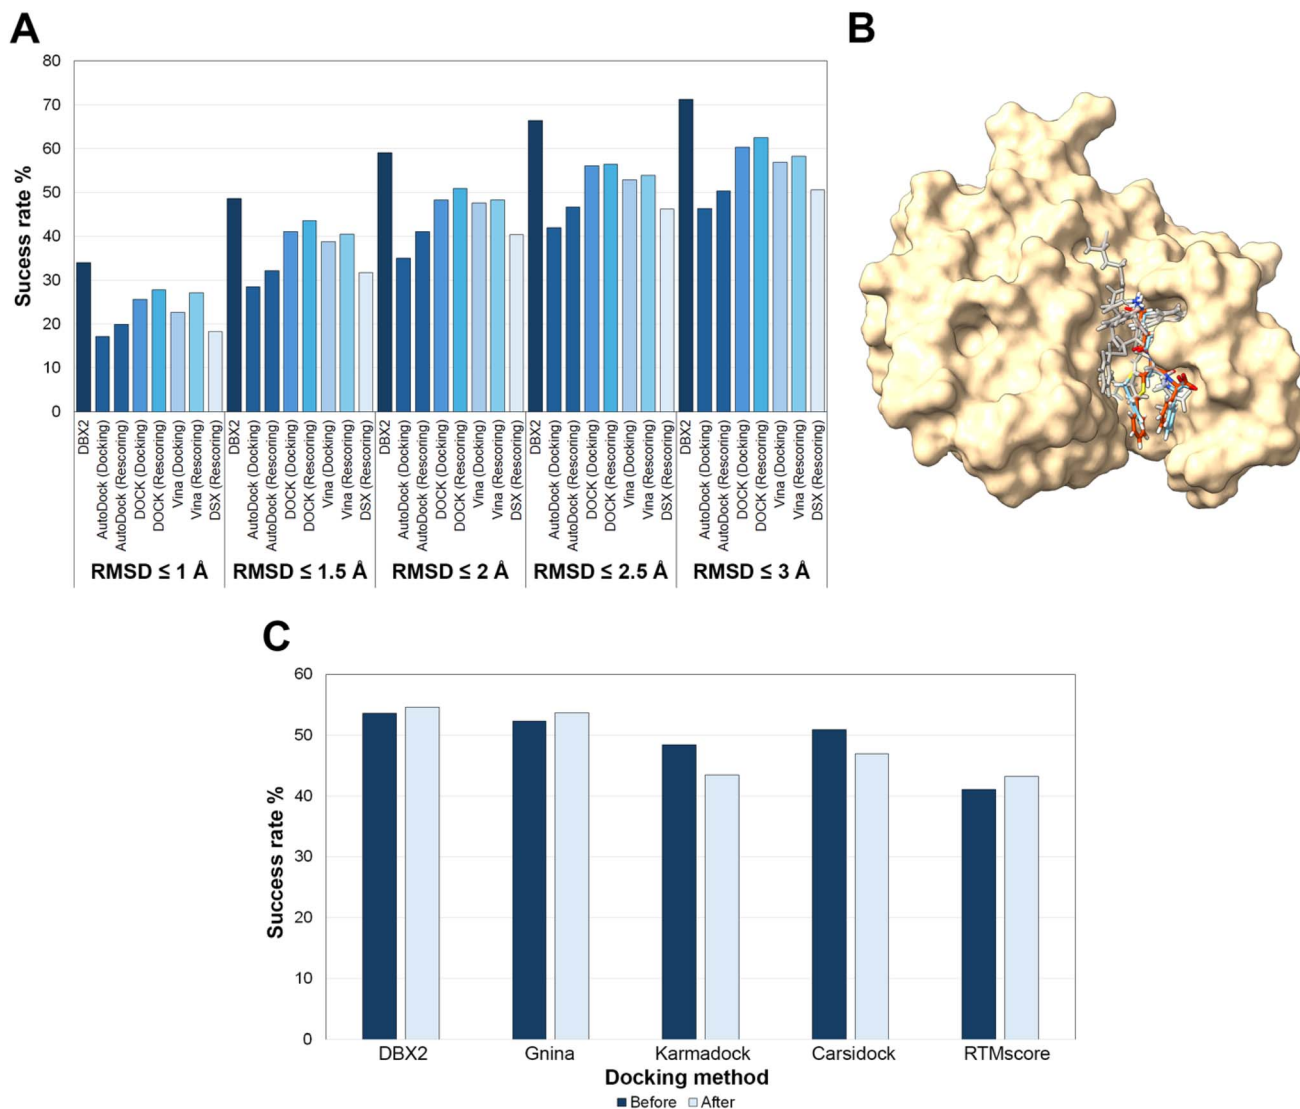 A
B
Sucess rate %
80
70
60
50
40
30
20
10
0
DBX2
AutoDock (Docking)
AutoDock (Rescoring)
DOCK (Docking)
DOCK (Rescoring)
Vina (Docking)
Vina (Rescoring)
DSX (Rescoring)
DBX2
AutoDock (Docking)
AutoDock (Rescoring)
DOCK (Docking)
DOCK (Rescoring)
Vina (Docking)
Vina (Rescoring)
DSX (Rescoring)
DBX2
AutoDock (Docking)
AutoDock (Rescoring)
DOCK (Docking)
DOCK (Rescoring)
Vina (Docking)
Vina (Rescoring)
DSX (Rescoring)
DBX2
AutoDock (Docking)
AutoDock (Rescoring)
DOCK (Docking)
DOCK (Rescoring)
Vina (Docking)
Vina (Rescoring)
DSX (Rescoring)
DBX2
AutoDock (Docking)
AutoDock (Rescoring)
DOCK (Docking)
DOCK (Rescoring)
Vina (Docking)
Vina (Rescoring)
DSX (Rescoring)
RMSD ≤ 1 Å
RMSD ≤ 1.5 Å
RMSD ≤ 2 Å
RMSD ≤ 2.5 Å
RMSD ≤ 3 Å
C
Success rate %
60
50
40
30
20
10
0
DBX2
Gnina
Karmadock
Carsidock
RTMscore
Docking method
Before After